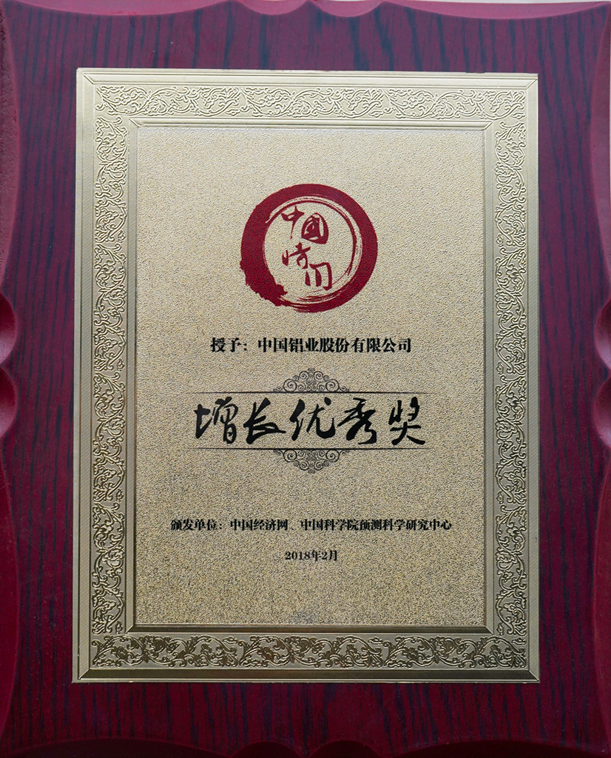 中国
时间
授予：中国铝业股份有限公司
增长优秀奖
颁发单位：中国经济网、中国科学院预测科学研究中心
2018年2月